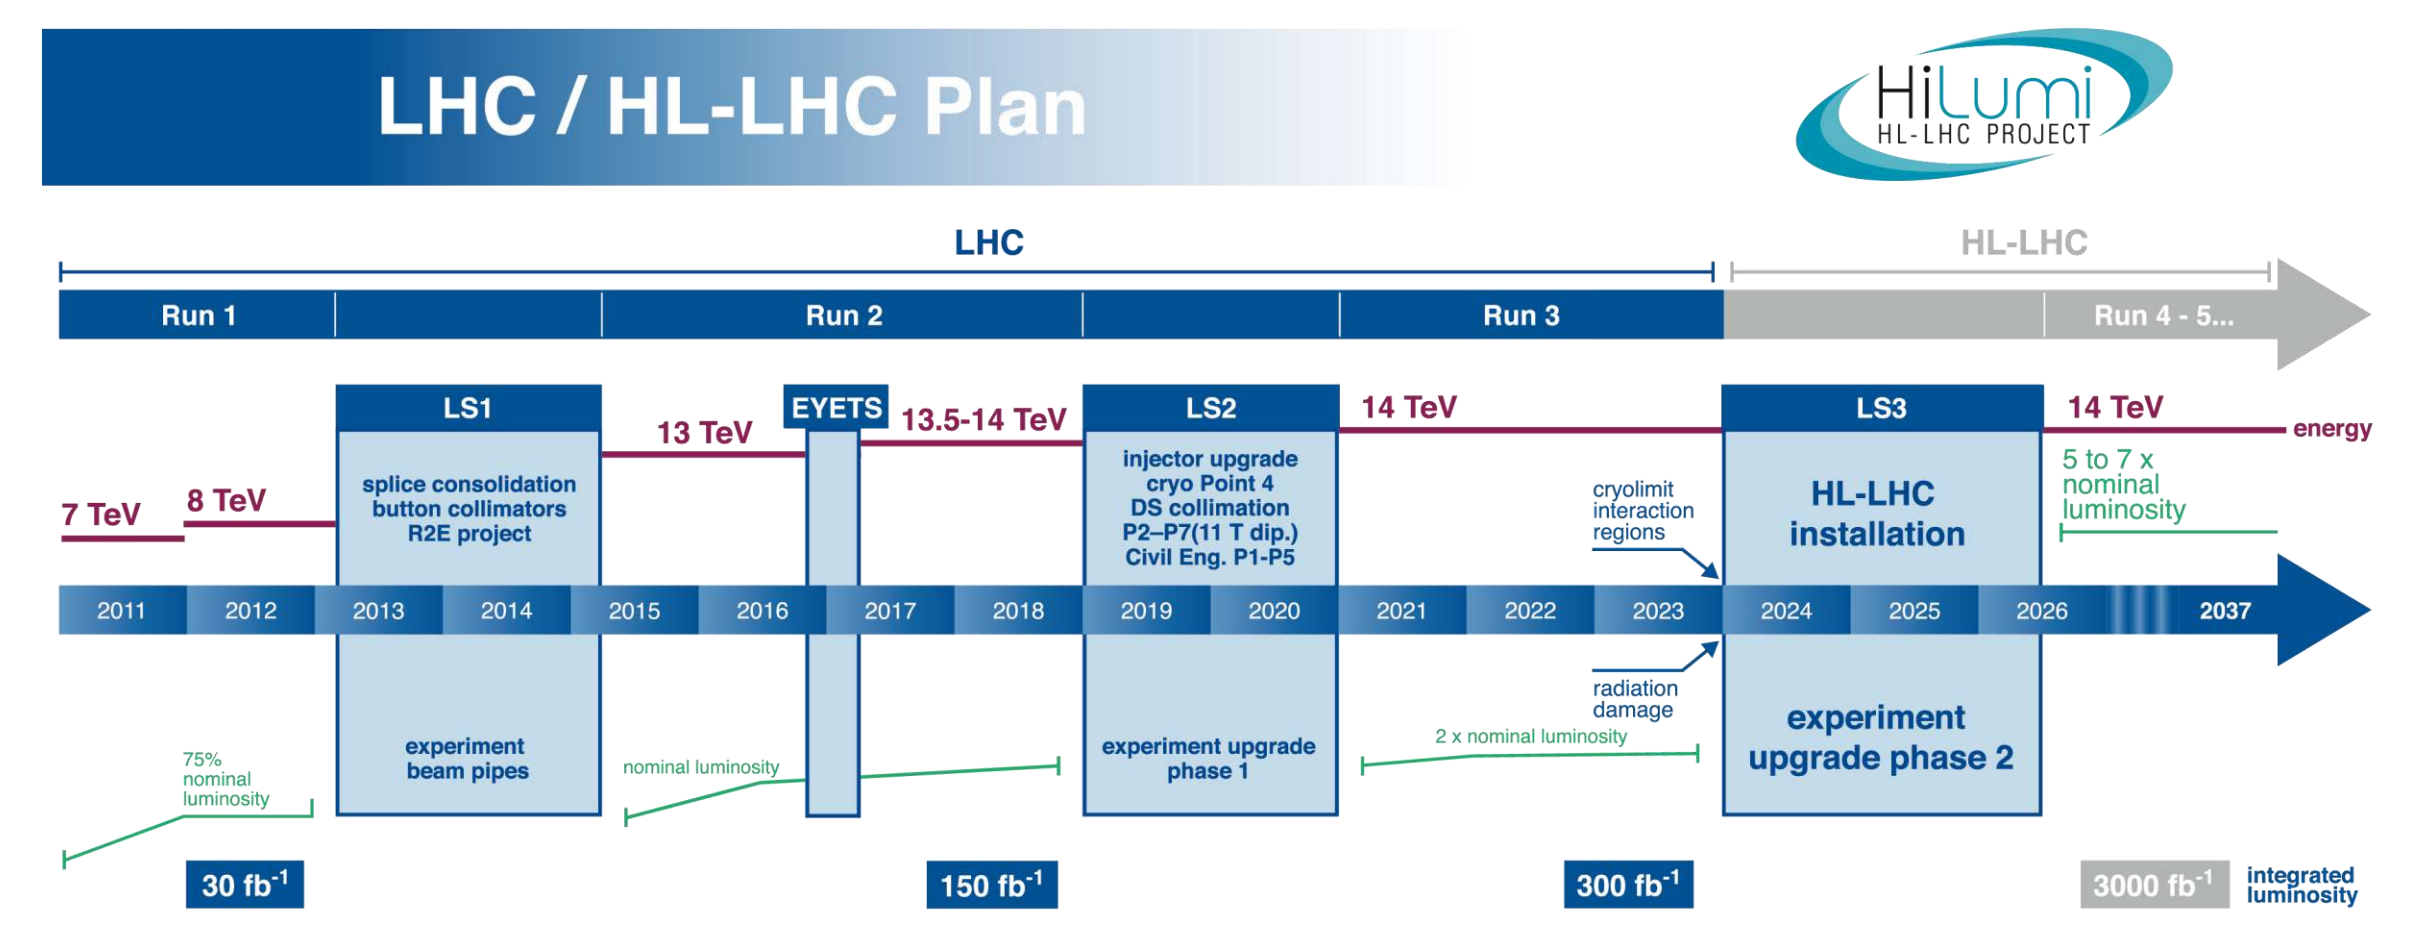 LHC / HL-LHC Plan
HiLumi
HL-LHC PROJECT
LHC
HL-LHC
Run 1
Run 2
Run 3
Run 4 - 5...
LS1
EYETS
LS2
LS3
7 TeV
8 TeV
13 TeV
13.5-14 TeV
14 TeV
14 TeV
energy
splice consolidation
button collimators
R2E project
injector upgrade
cryo Point 4
DS collimation
P2–P7(11 T dip.)
Civil Eng. P1-P5
cryolimit
interaction
regions
HL-LHC
installation
5 to 7 x
nominal
luminosity
2011
2012
2013
2014
2015
2016
2017
2018
2019
2020
2021
2022
2023
2024
2025
2026
2037
75%
nominal
luminosity
experiment
beam pipes
nominal luminosity
experiment upgrade
phase 1
2 x nominal luminosity
radiation
damage
experiment
upgrade phase 2
30 fb⁻¹
150 fb⁻¹
300 fb⁻¹
3000 fb⁻¹
integrated
luminosity